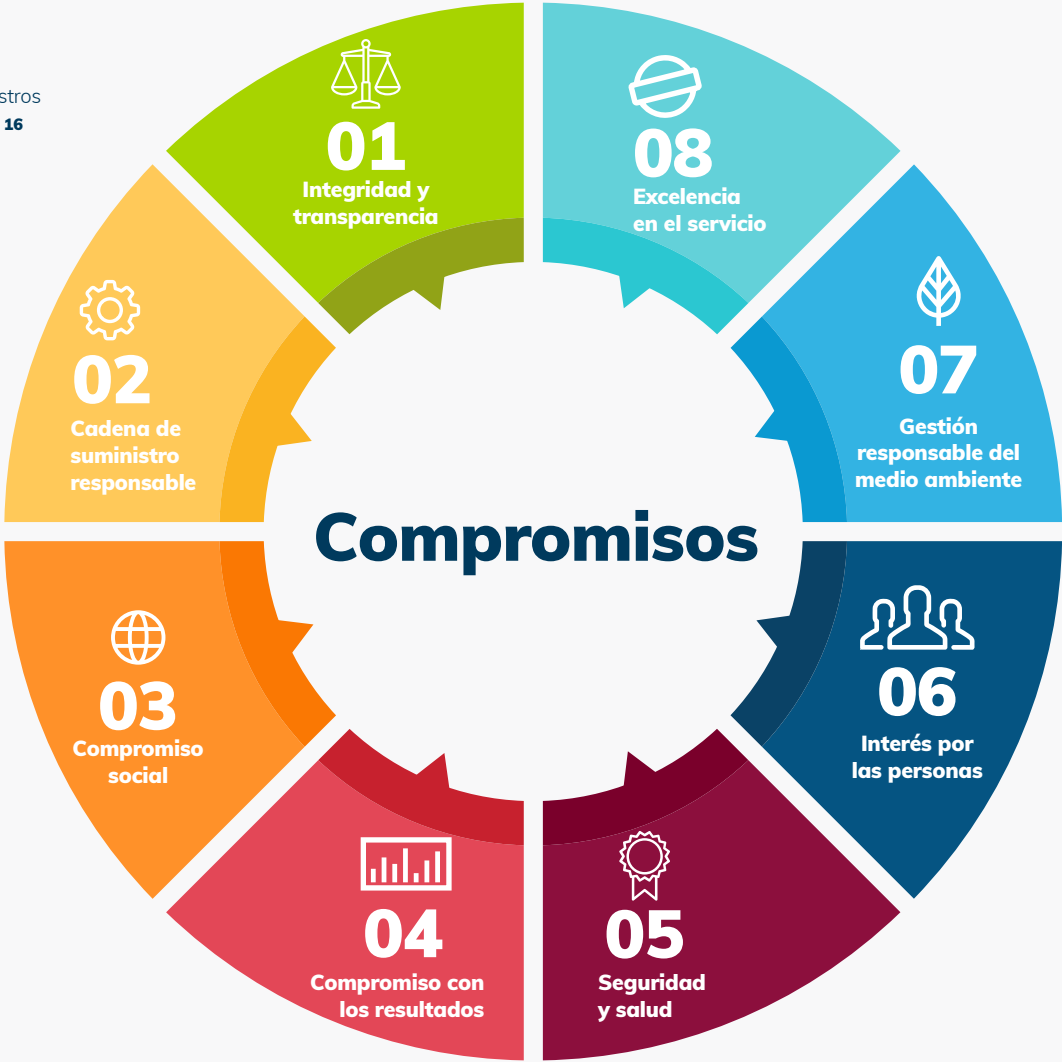 16
01
Integridad y
transparencia
02
Cadena de
suministro
responsable
03
Compromiso
social
04
Compromiso con
los resultados
05
Seguridad
y salud
06
Interés por
las personas
07
Gestión
responsable del
medio ambiente
08
Excelencia
en el servicio
Compromisos